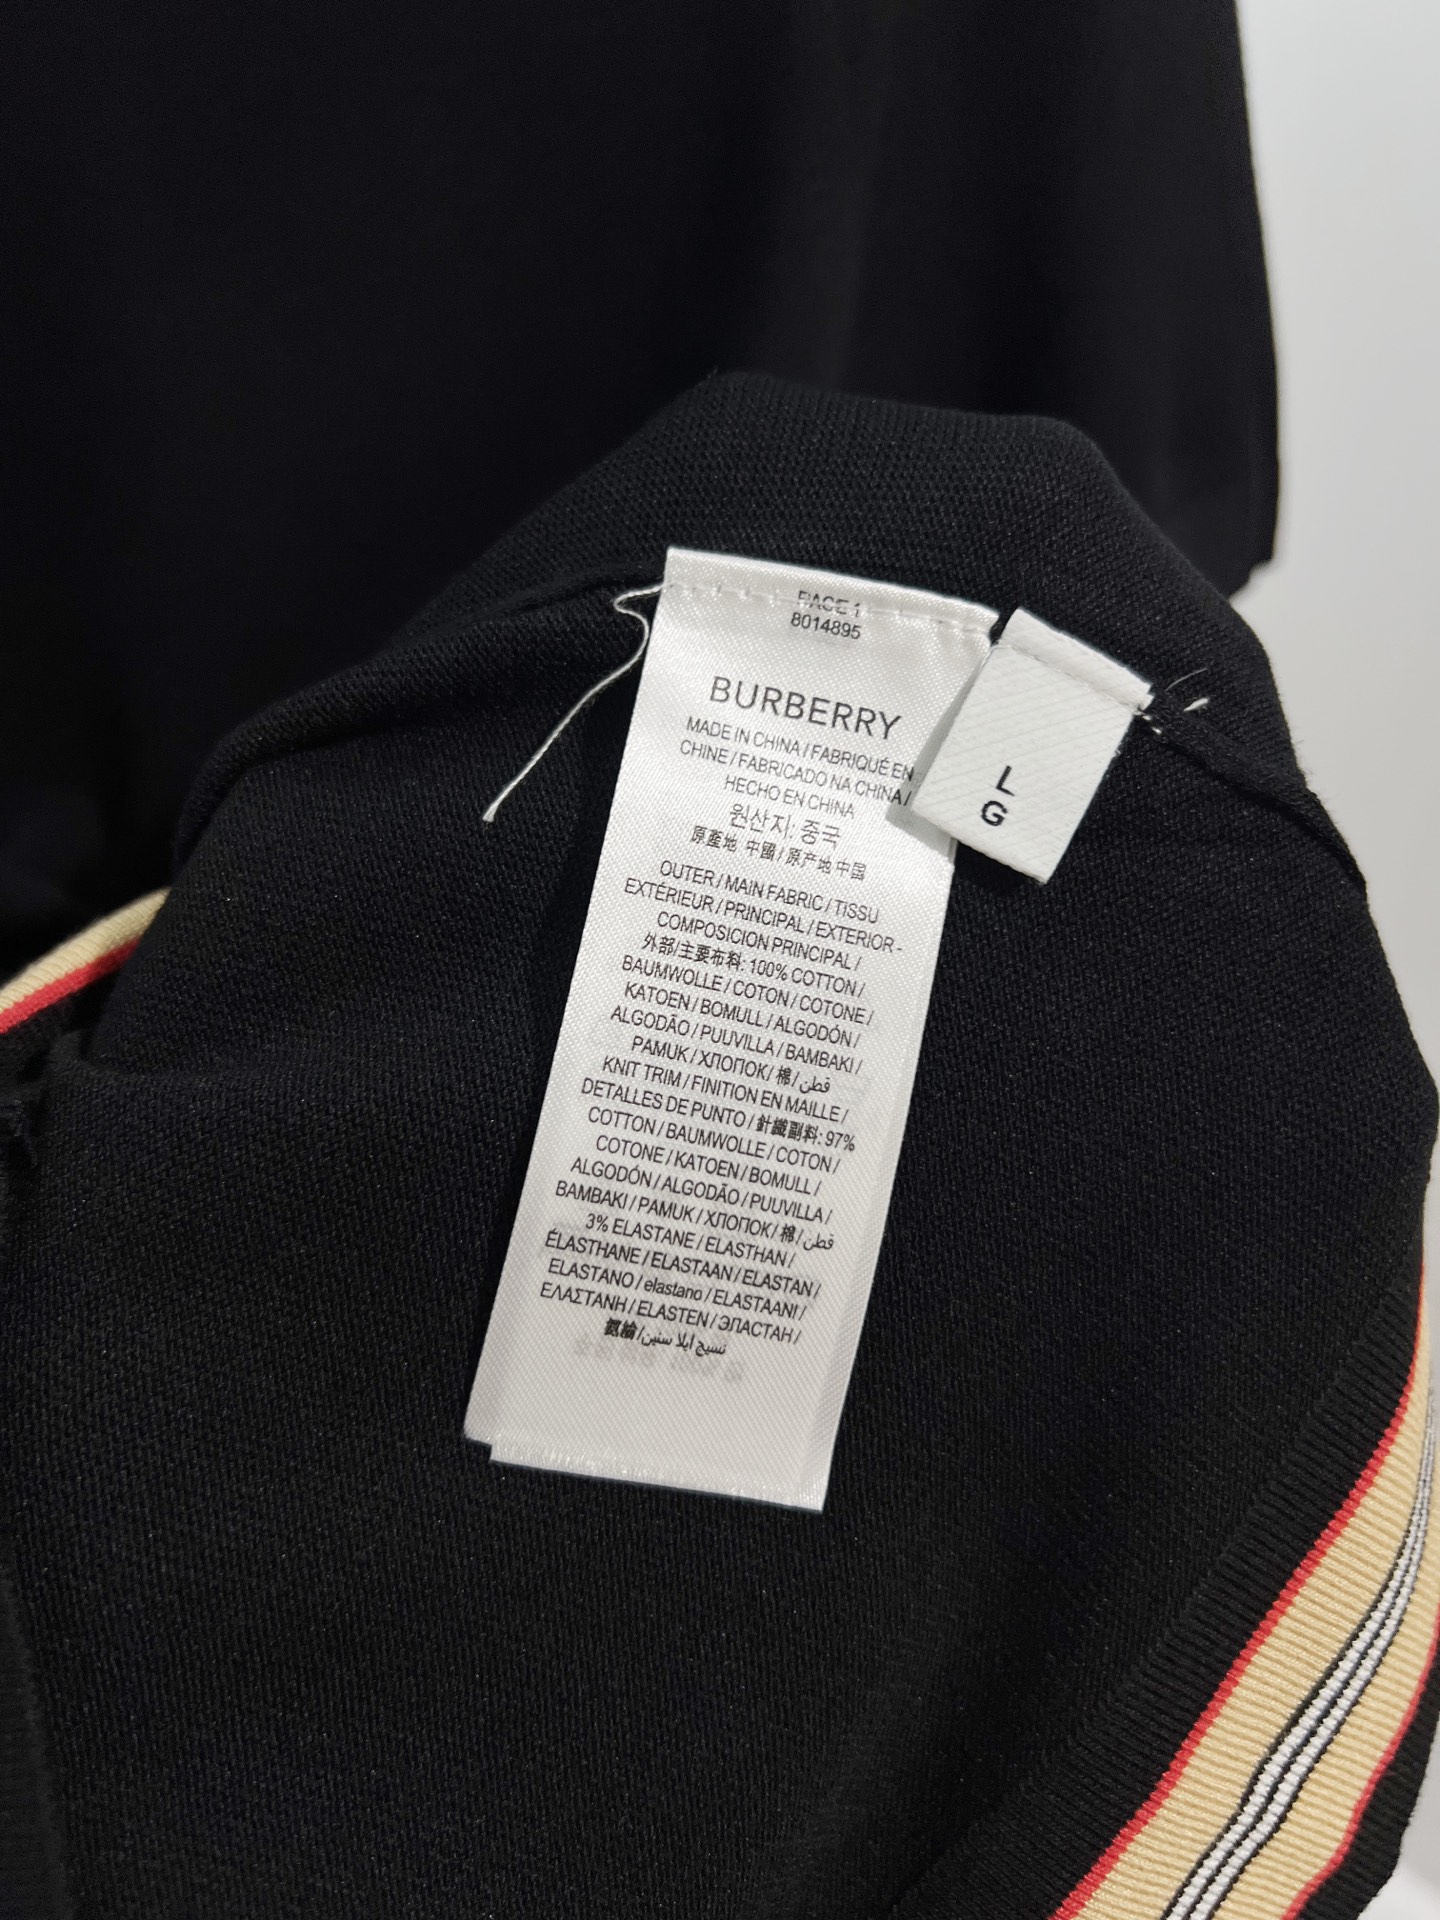 PAGE 1
8014895
BURBERRY
MADE IN CHINA / FABRIQUÉ EN
CHINE / FABRICADO NA CHINA /
HECHO EN CHINA
원산지: 중국
原產地 中國 / 原产地 中国
OUTER / MAIN FABRIC / TISSU
EXTÉRIEUR / PRINCIPAL / EXTERIOR -
COMPOSICION PRINCIPAL /
外部/主要布料: 100% COTTON /
BAUMWOLLE / COTON / COTONE /
KATOEN / BOMULL / ALGODÓN /
ALGODÃO / PUUVILLA / BAMBAKI /
PAMUK / ХЛОПОК / 棉 / قطن
KNIT TRIM / FINITION EN MAILLE /
DETALLES DE PUNTO / 針織副料: 97%
COTTON / BAUMWOLLE / COTON /
COTONE / KATOEN / BOMULL /
ALGODÓN / ALGODÃO / PUUVILLA /
BAMBAKI / PAMUK / ХЛОПОК / 棉 / قطن
3% ELASTANE / ELASTHAN /
ÉLASTHANE / ELASTAAN / ELASTAN /
ELASTANO / elastano / ELASTAANI /
ΕΛΑΣΤΑΝΗ / ELASTEN / ЭЛАСТАН /
氨綸 / نسيج ايلا ستين
L
G